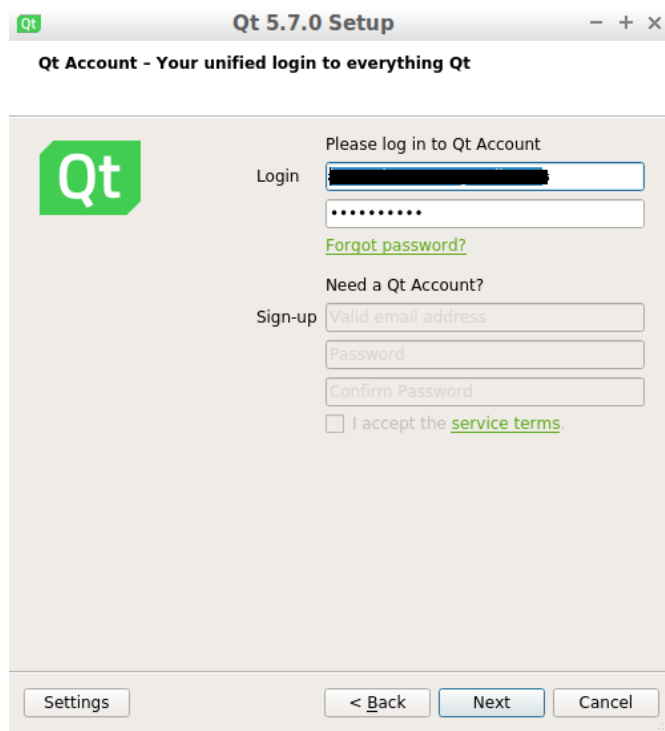 Qt Qt 5.7.0 Setup
Qt Account – Your unified login to everything Qt
Qt
Please log in to Qt Account
Login
••••••••••
Forgot password?
Need a Qt Account?
Sign-up Valid email address
Password
Confirm Password
I accept the service terms.
Settings < Back Next Cancel